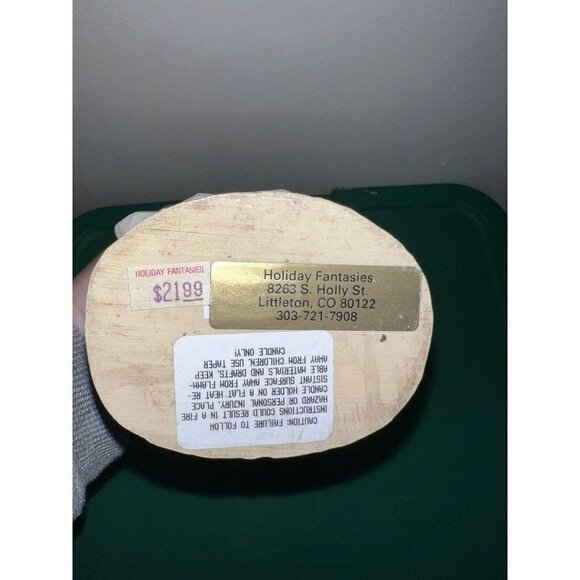 HOLIDAY FANTASIES
$21.99
Holiday Fantasies
8263 S. Holly St.
Littleton, CO 80122
303-721-7908
CAUTION: FAILURE TO FOLLOW
INSTRUCTIONS COULD RESULT IN A FIRE
HAZARD OR PERSONAL INJURY. PLACE
CANDLE HOLDER ON A FLAT HEAT RE-
SISTANT SURFACE AWAY FROM FLAMM-
ABLE MATERIALS AND DRAFTS. KEEP
AWAY FROM CHILDREN. USE TAPER
CANDLE ONLY!